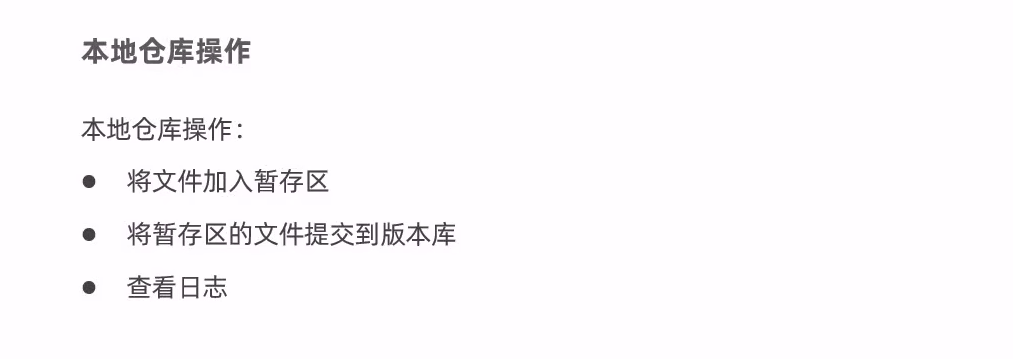 本地仓库操作
本地仓库操作：
● 将文件加入暂存区
● 将暂存区的文件提交到版本库
● 查看日志